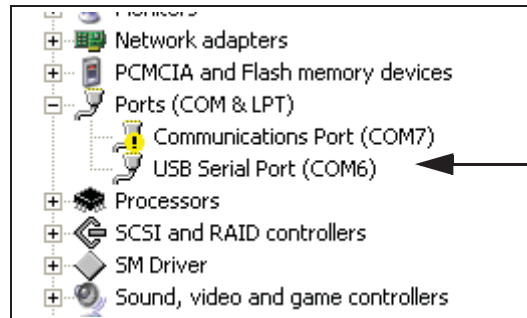 Monitors
Network adapters
PCMCIA and Flash memory devices
Ports (COM & LPT)
Communications Port (COM7)
USB Serial Port (COM6)
Processors
SCSI and RAID controllers
SM Driver
Sound, video and game controllers